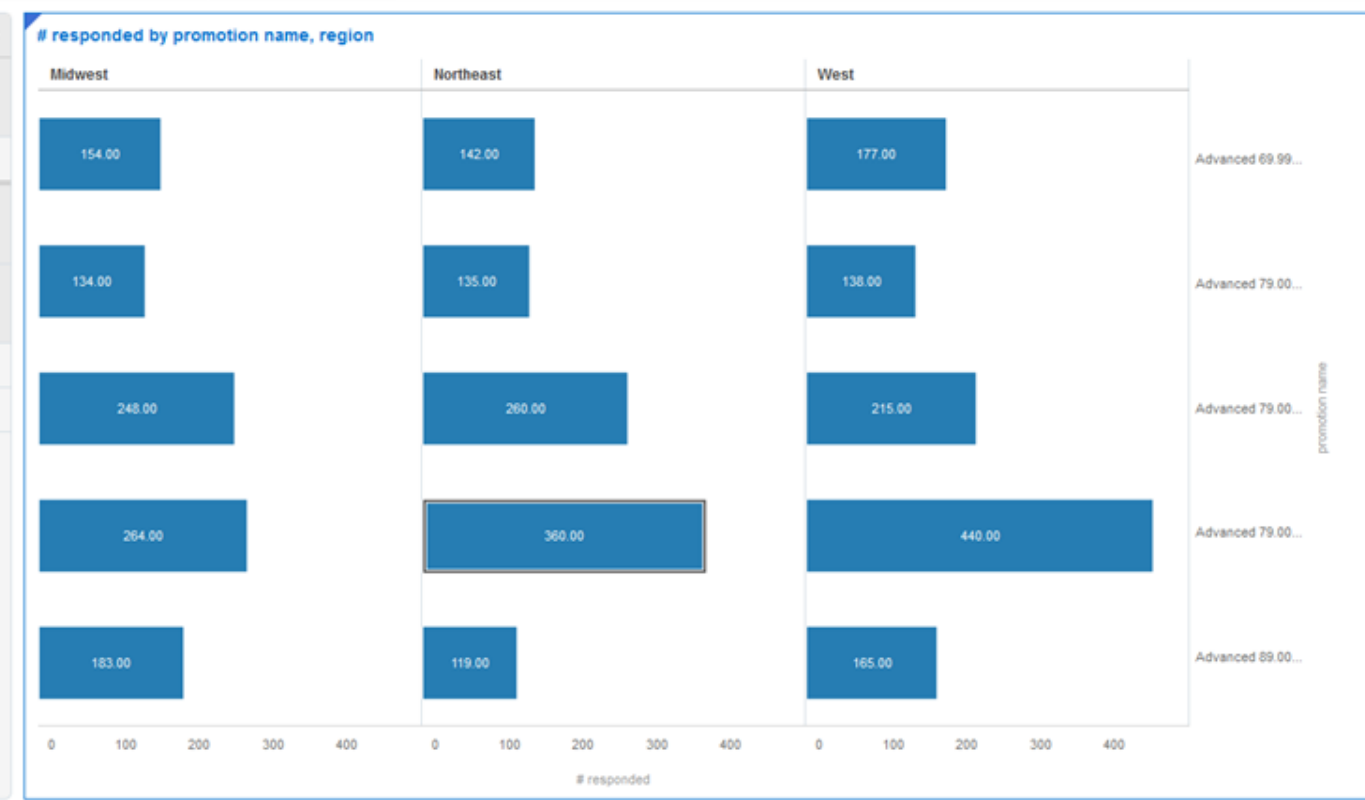 # responded by promotion name, region
Midwest Northeast West
154.00 142.00 177.00 Advanced 69.99...
134.00 135.00 138.00 Advanced 79.00...
248.00 260.00 215.00 Advanced 79.00...
promotion name
264.00 360.00 440.00 Advanced 79.00...
183.00 119.00 165.00 Advanced 89.00...
0 100 200 300 400 0 100 200 300 400 0 100 200 300 400
# responded